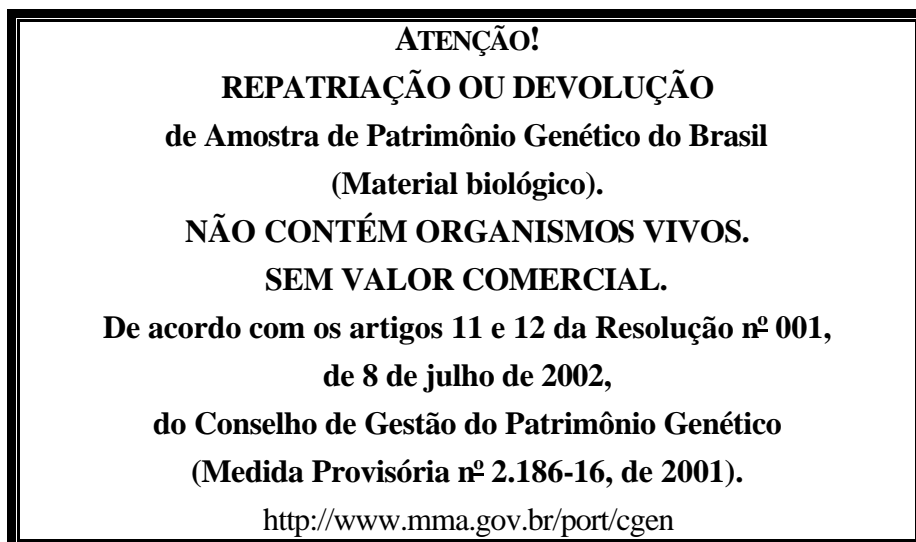 ATENÇÃO!
REPATRIAÇÃO OU DEVOLUÇÃO
de Amostra de Patrimônio Genético do Brasil
(Material biológico).
NÃO CONTÉM ORGANISMOS VIVOS.
SEM VALOR COMERCIAL.
De acordo com os artigos 11 e 12 da Resolução nº 001,
de 8 de julho de 2002,
do Conselho de Gestão do Patrimônio Genético
(Medida Provisória nº 2.186-16, de 2001).
http://www.mma.gov.br/port/cgen